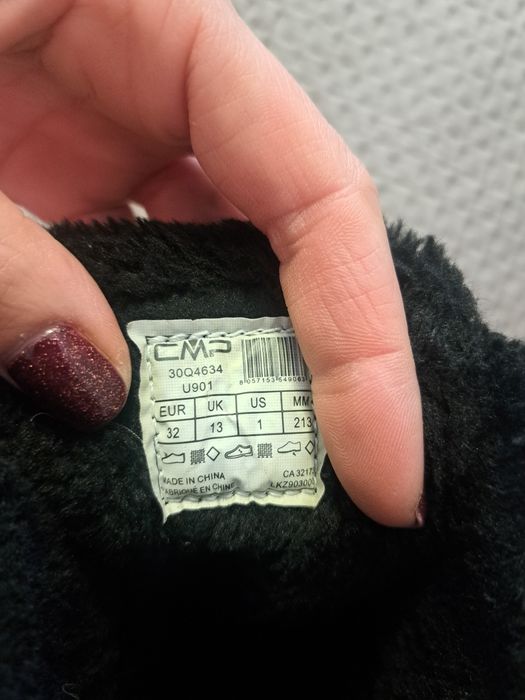 CMP
30Q4634
U901
EUR UK US MM
32 13 1 213
MADE IN CHINA
FABRIQUE EN CHINE